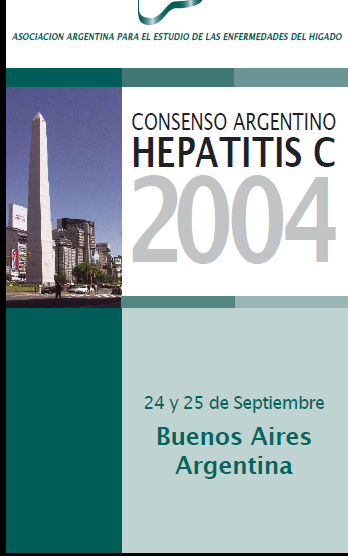 ASOCIACION ARGENTINA PARA EL ESTUDIO DE LAS ENFERMEDADES DEL HIGADO
CONSENSO ARGENTINO
HEPATITIS C
2004
24 y 25 de Septiembre
Buenos Aires
Argentina